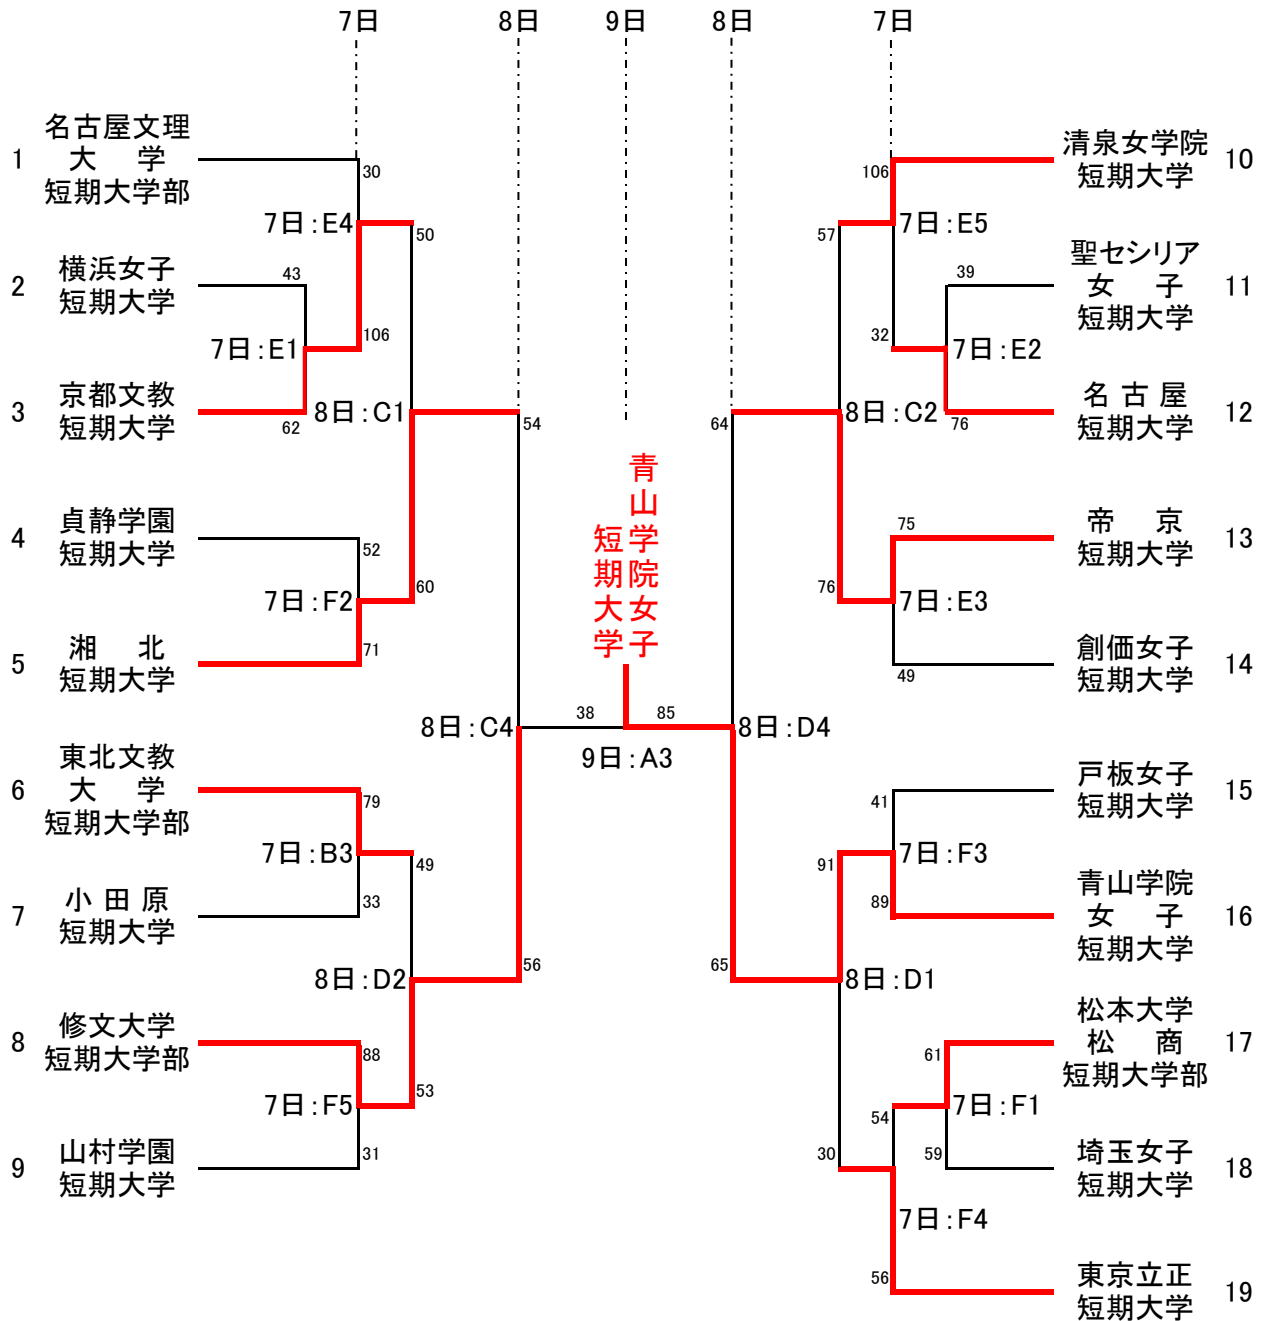 7日 8日 9日 8日 7日
1 名古屋文理
大 学
短期大学部
30
7日:E4
50
2 横浜女子
短期大学
43
7日:E1
106
3 京都文教
短期大学
62
8日:C1
54
4 貞静学園
短期大学
52
7日:F2
60
5 湘 北
短期大学
71
8日:C4
6 東北文教
大 学
短期大学部
79
7日:B3
49
7 小田原
短期大学
33
8日:D2
56
8 修文大学
短期大学部
88
7日:F5
53
9 山村学園
短期大学
31
青山学院女子
短期大学
38 85
9日:A3
清泉女学院
短期大学 10
106
7日:E5
57
聖セシリア
女 子
短期大学 11
39
7日:E2
32
名古屋
短期大学 12
76
8日:C2
64
帝 京
短期大学 13
75
7日:E3
76
創価女子
短期大学 14
49
8日:D4
戸板女子
短期大学 15
41
7日:F3
91
青山学院
女 子
短期大学 16
89
8日:D1
65
松本大学
松 商
短期大学部 17
61
7日:F1
54
埼玉女子
短期大学 18
59
30
7日:F4
東京立正
短期大学 19
56